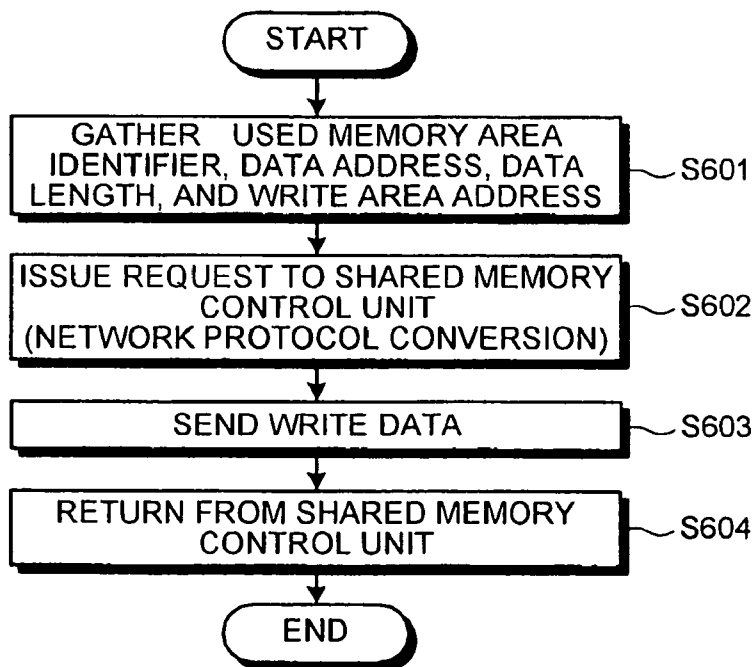 START
GATHER USED MEMORY AREA
IDENTIFIER, DATA ADDRESS, DATA
LENGTH, AND WRITE AREA ADDRESS
S601
ISSUE REQUEST TO SHARED MEMORY
CONTROL UNIT
(NETWORK PROTOCOL CONVERSION)
S602
SEND WRITE DATA
S603
RETURN FROM SHARED MEMORY
CONTROL UNIT
S604
END